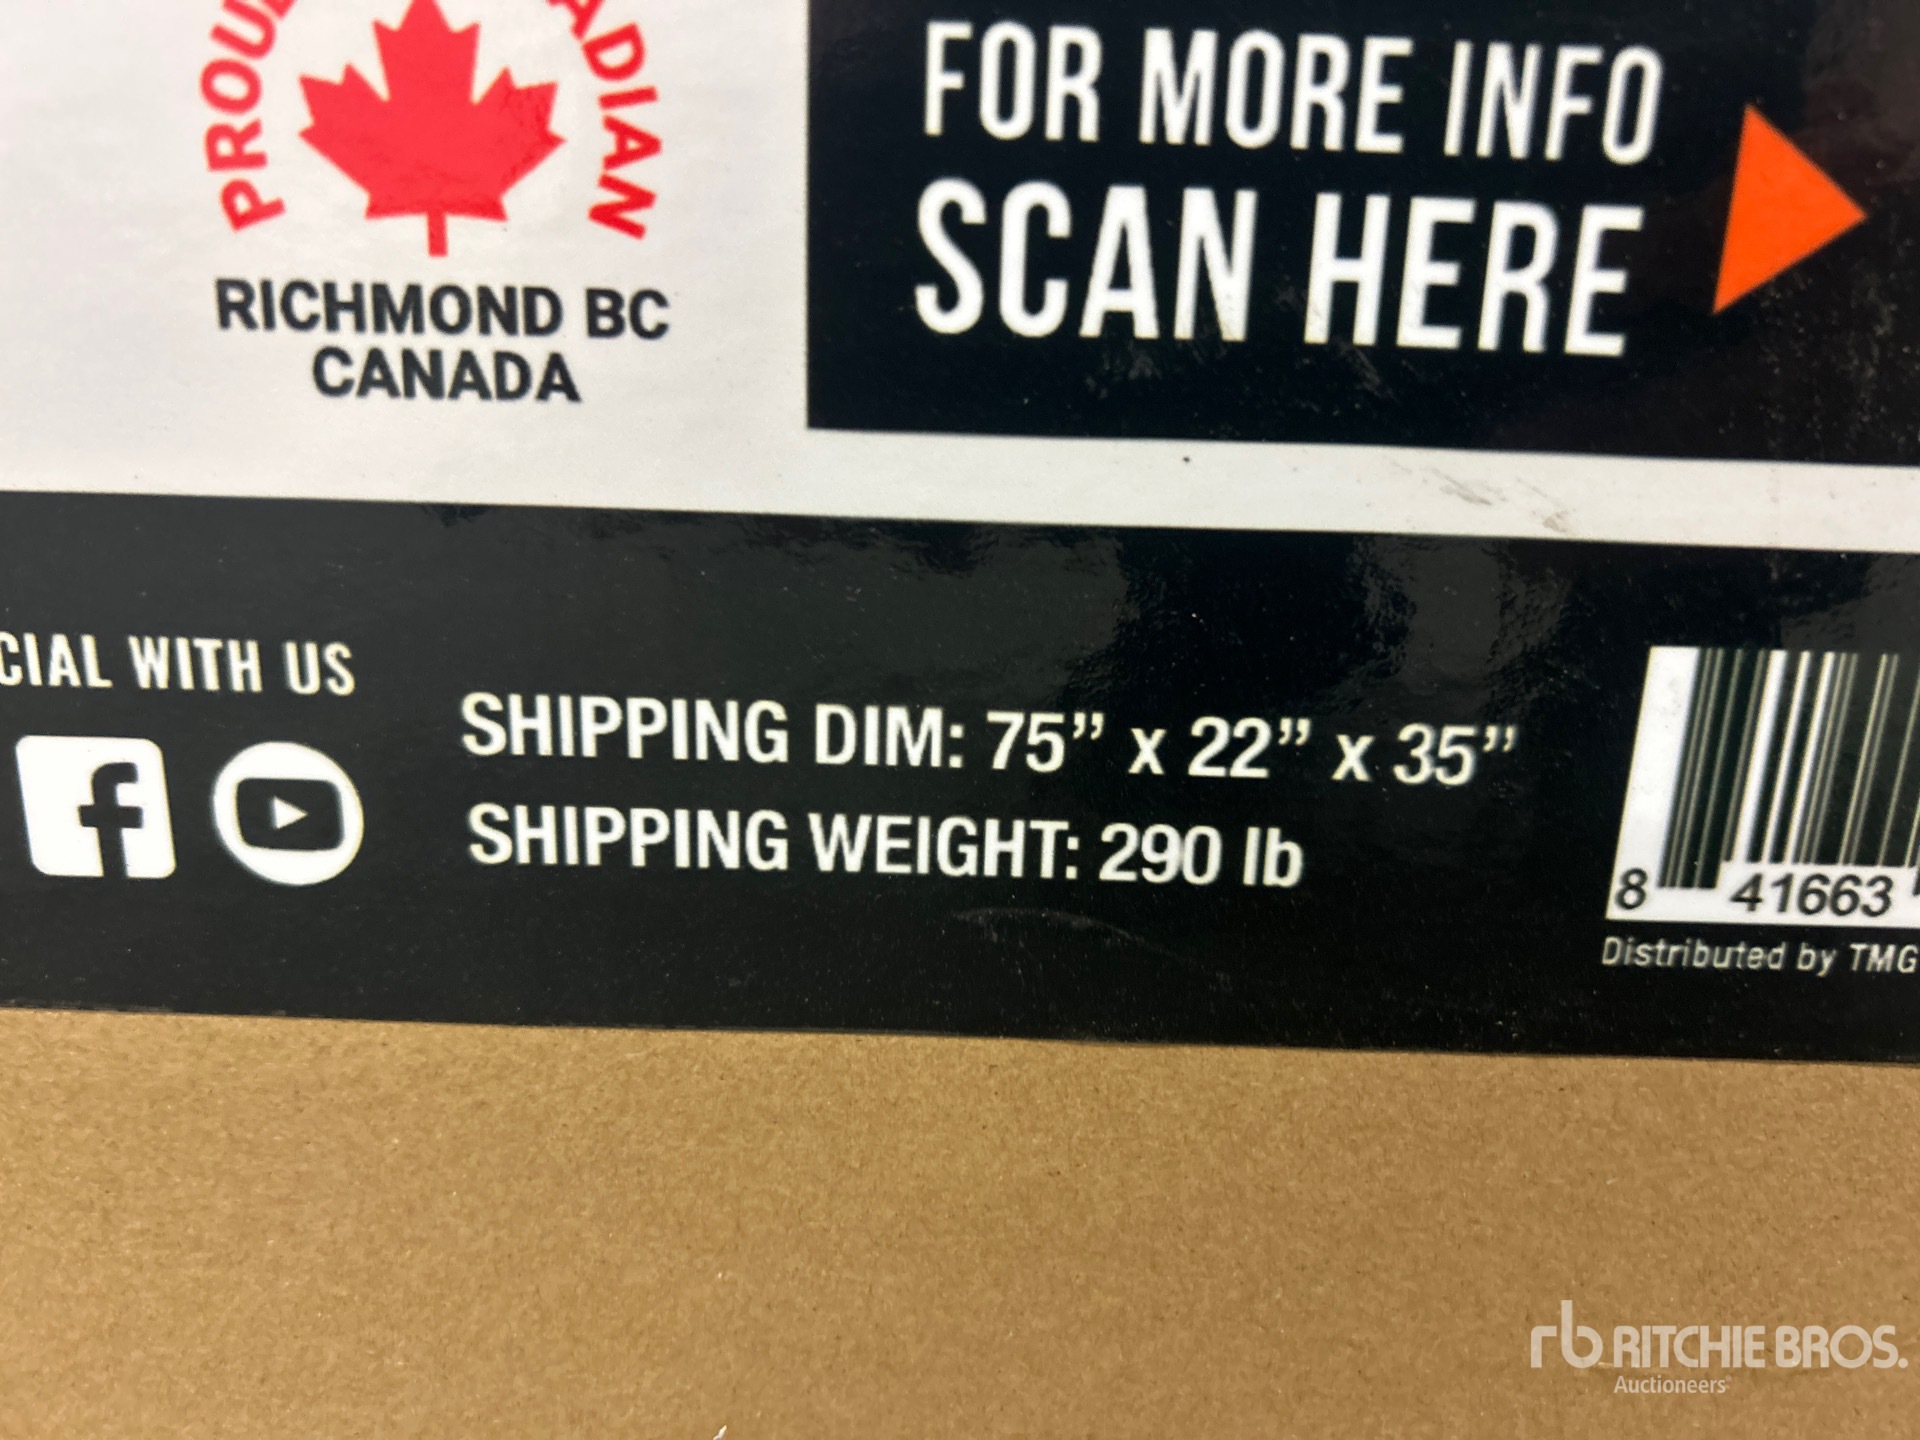 RICHMOND BC
CANADA
FOR MORE INFO
SCAN HERE
WITH US
SHIPPING DIM: 75” x 22” x 35”
SHIPPING WEIGHT: 290 lb
8 41663
Distributed by TMG
rb RITCHIE BROS.
Auctioneers